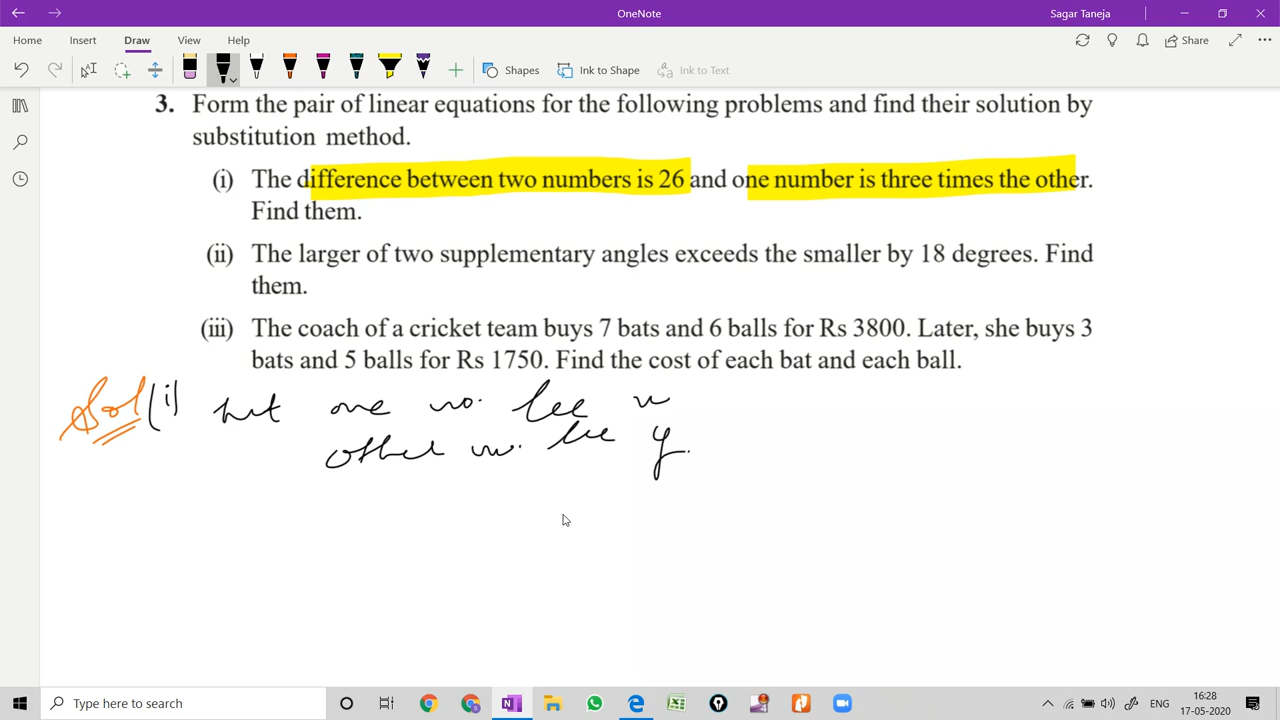 OneNote
Sagar Taneja
Home Insert Draw View Help
Share
Shapes Ink to Shape Ink to Text
3. Form the pair of linear equations for the following problems and find their solution by
substitution method.
(i) The difference between two numbers is 26 and one number is three times the other.
Find them.
(ii) The larger of two supplementary angles exceeds the smaller by 18 degrees. Find
them.
(iii) The coach of a cricket team buys 7 bats and 6 balls for Rs 3800. Later, she buys 3
bats and 5 balls for Rs 1750. Find the cost of each bat and each ball.
Sol (i) Let one no. be x
other no. be y.
Type here to search
ENG
16:28
17-05-2020